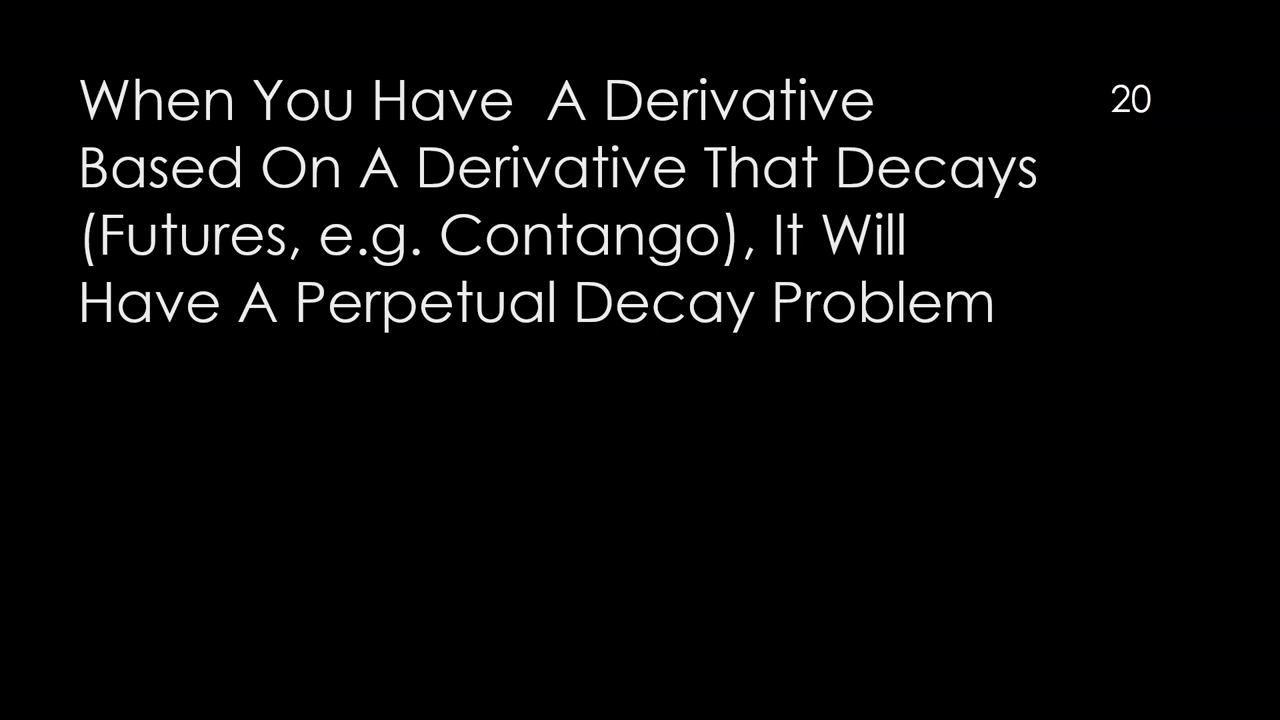 When You Have  A Derivative
Based On A Derivative That Decays
(Futures, e.g. Contango), It Will
Have A Perpetual Decay Problem
20